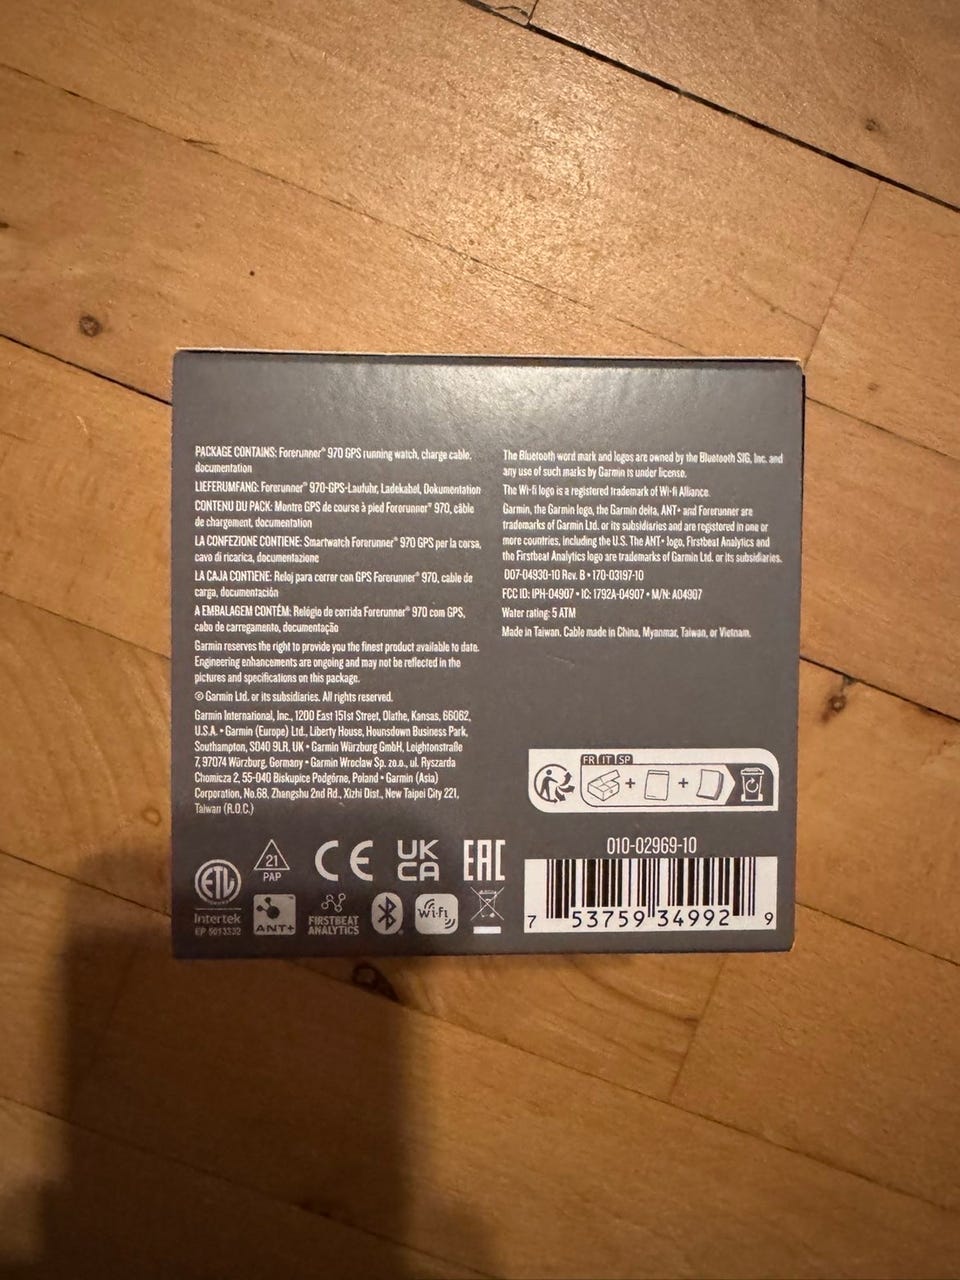 PACKAGE CONTAINS: Forerunner® 970 GPS running watch, charge cable,
documentation
LIEFERUMFANG: Forerunner® 970-GPS-Laufuhr, Ladekabel, Dokumentation
CONTENU DU PACK: Montre GPS de course à pied Forerunner® 970, câble
de chargement, documentation
LA CONFEZIONE CONTIENE: Smartwatch Forerunner® 970 GPS per la corsa,
cavo di ricarica, documentazione
LA CAJA CONTIENE: Reloj para correr con GPS Forerunner® 970, cable de
carga, documentación
A EMBALAGEM CONTÉM: Relógio de corrida Forerunner® 970 com GPS,
cabo de carregamento, documentação
Garmin reserves the right to provide you the finest product available to date.
Engineering enhancements are ongoing and may not be reflected in the
pictures and specifications on this package.
© Garmin Ltd. or its subsidiaries. All rights reserved.
Garmin International, Inc., 1200 East 151st Street, Olathe, Kansas, 66062,
U.S.A. • Garmin (Europe) Ltd., Liberty House, Hounsdown Business Park,
Southampton, SO40 9LR, UK • Garmin Würzburg GmbH, Leightonstraße
7, 97074 Würzburg, Germany • Garmin Wroclaw Sp. zo.o., ul. Ryszarda
Chomicza 2, 55-040 Biskupice Podgórne, Poland • Garmin (Asia)
Corporation, No.68, Zhangshu 2nd Rd., Xizhi Dist., New Taipei City 221,
Taiwan (R.O.C.)
The Bluetooth word mark and logos are owned by the Bluetooth SIG, Inc. and
any use of such marks by Garmin is under license.
The Wi-Fi logo is a registered trademark of Wi-Fi Alliance.
Garmin, the Garmin logo, the Garmin delta, ANT+ and Forerunner are
trademarks of Garmin Ltd. or its subsidiaries and are registered in one or
more countries, including the U.S. The ANT+ logo, Firstbeat Analytics and
the Firstbeat Analytics logo are trademarks of Garmin Ltd. or its subsidiaries.
D07-04930-10 Rev. B • 170-03197-10
FCC ID: IPH-04907 • IC: 1792A-04907 • M/N: A04907
Water rating: 5 ATM
Made in Taiwan. Cable made in China, Myanmar, Taiwan, or Vietnam.
FR IT SP
010-02969-10
7 53759 34992 9
21
PAP
CE
UK
CA
EAC
ETL
Intertek
EP 5013332
ANT+
FIRSTBEAT
ANALYTICS
Wi-Fi